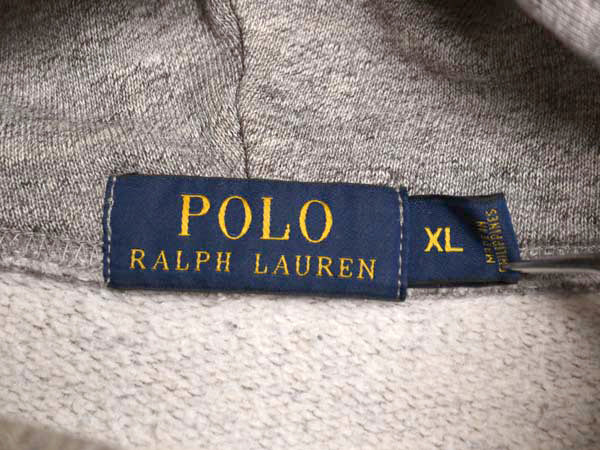 POLO
RALPH LAUREN
XL
MADE IN
PHILIPPINES